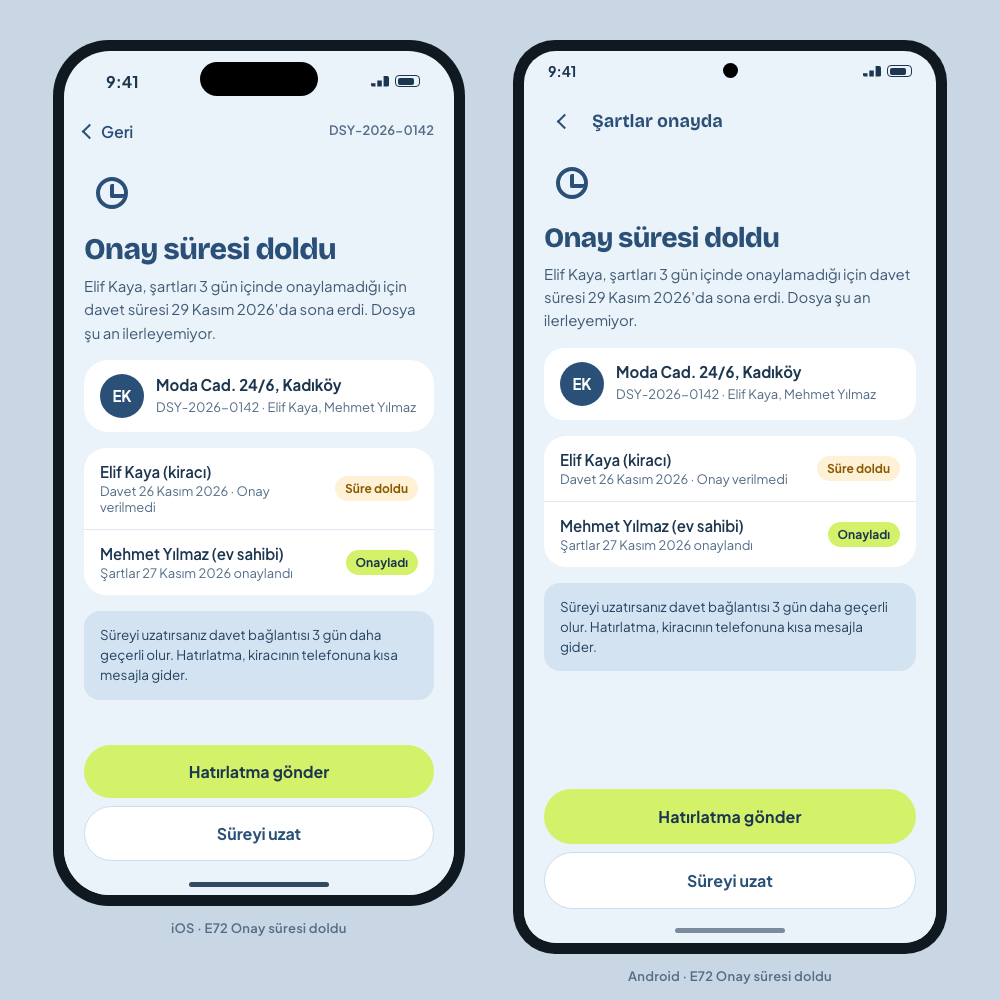 9:41
Geri
DSY-2026-0142
Onay süresi doldu
Elif Kaya, şartları 3 gün içinde onaylamadığı için
davet süresi 29 Kasım 2026'da sona erdi. Dosya
şu an ilerleyemiyor.
EK
Moda Cad. 24/6, Kadıköy
DSY-2026-0142 · Elif Kaya, Mehmet Yılmaz
Elif Kaya (kiracı)
Davet 26 Kasım 2026 · Onay
verilmedi
Süre doldu
Mehmet Yılmaz (ev sahibi)
Şartlar 27 Kasım 2026 onaylandı
Onayladı
Süreyi uzatırsanız davet bağlantısı 3 gün daha
geçerli olur. Hatırlatma, kiracının telefonuna kısa
mesajla gider.
Hatırlatma gönder
Süreyi uzat
iOS · E72 Onay süresi doldu
9:41
Şartlar onayda
Onay süresi doldu
Elif Kaya, şartları 3 gün içinde onaylamadığı için davet
süresi 29 Kasım 2026'da sona erdi. Dosya şu an
ilerleyemiyor.
EK
Moda Cad. 24/6, Kadıköy
DSY-2026-0142 · Elif Kaya, Mehmet Yılmaz
Elif Kaya (kiracı)
Davet 26 Kasım 2026 · Onay verilmedi
Süre doldu
Mehmet Yılmaz (ev sahibi)
Şartlar 27 Kasım 2026 onaylandı
Onayladı
Süreyi uzatırsanız davet bağlantısı 3 gün daha geçerli
olur. Hatırlatma, kiracının telefonuna kısa mesajla
gider.
Hatırlatma gönder
Süreyi uzat
Android · E72 Onay süresi doldu